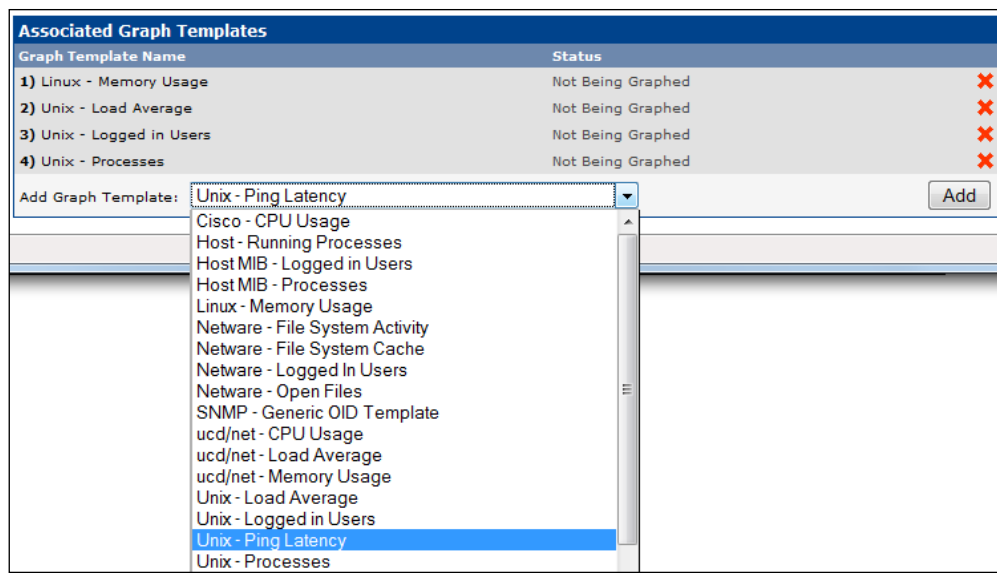 Associated Graph Templates
Graph Template Name Status
1) Linux - Memory Usage Not Being Graphed
2) Unix - Load Average Not Being Graphed
3) Unix - Logged in Users Not Being Graphed
4) Unix - Processes Not Being Graphed
Add Graph Template: Unix - Ping Latency Add
Cisco - CPU Usage
Host - Running Processes
Host MIB - Logged in Users
Host MIB - Processes
Linux - Memory Usage
Netware - File System Activity
Netware - File System Cache
Netware - Logged In Users
Netware - Open Files
SNMP - Generic OID Template
ucd/net - CPU Usage
ucd/net - Load Average
ucd/net - Memory Usage
Unix - Load Average
Unix - Logged in Users
Unix - Ping Latency
Unix - Processes